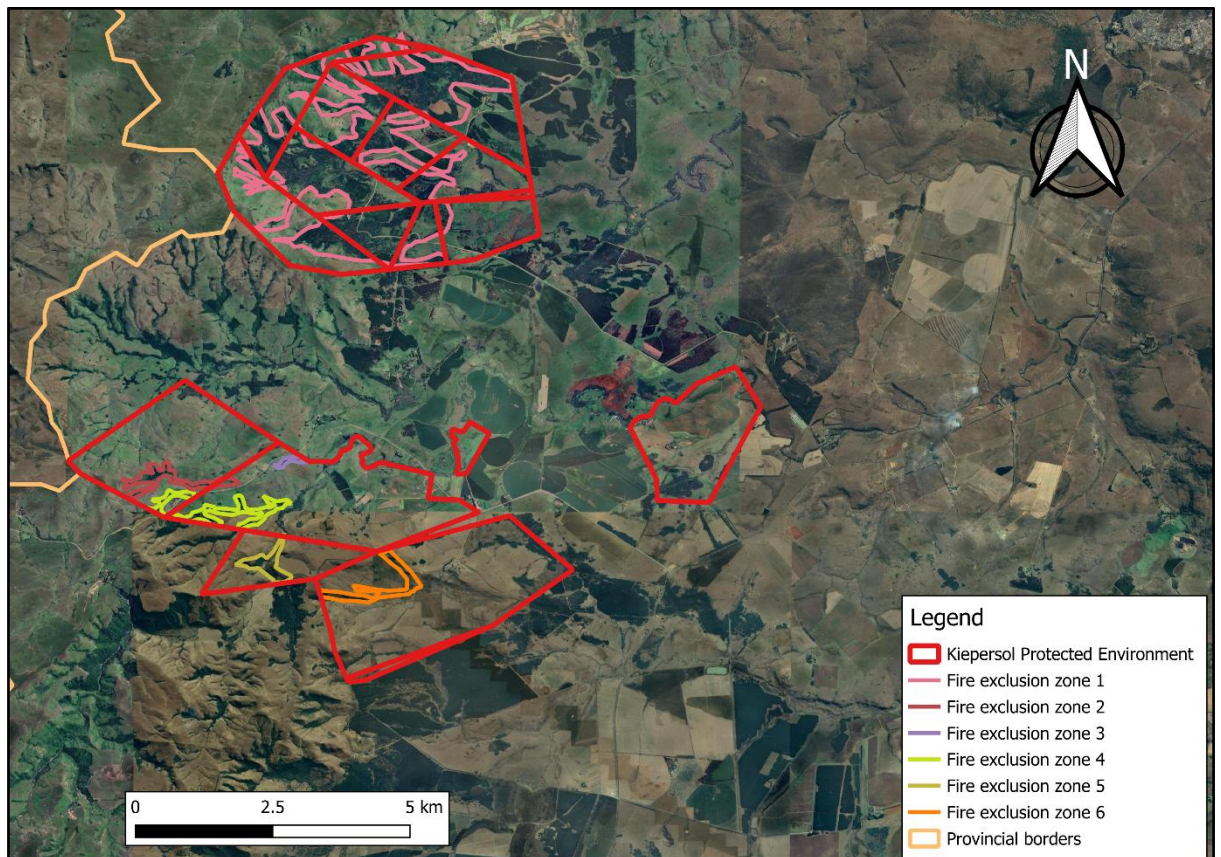 N
Legend
Kiepersol Protected Environment
Fire exclusion zone 1
Fire exclusion zone 2
Fire exclusion zone 3
Fire exclusion zone 4
Fire exclusion zone 5
Fire exclusion zone 6
Provincial borders
0 2.5 5 km